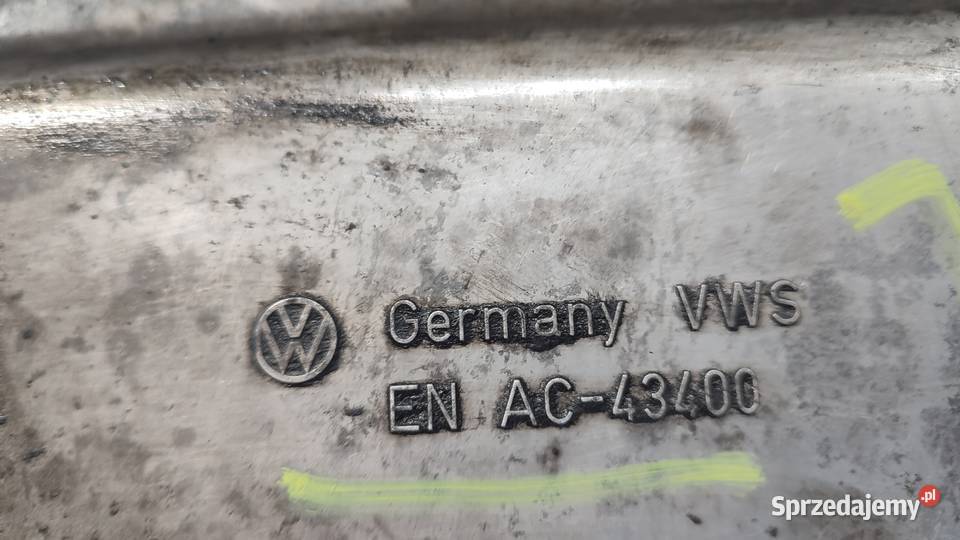 Germany VWS
EN AC-43400
Sprzedajemy.pl